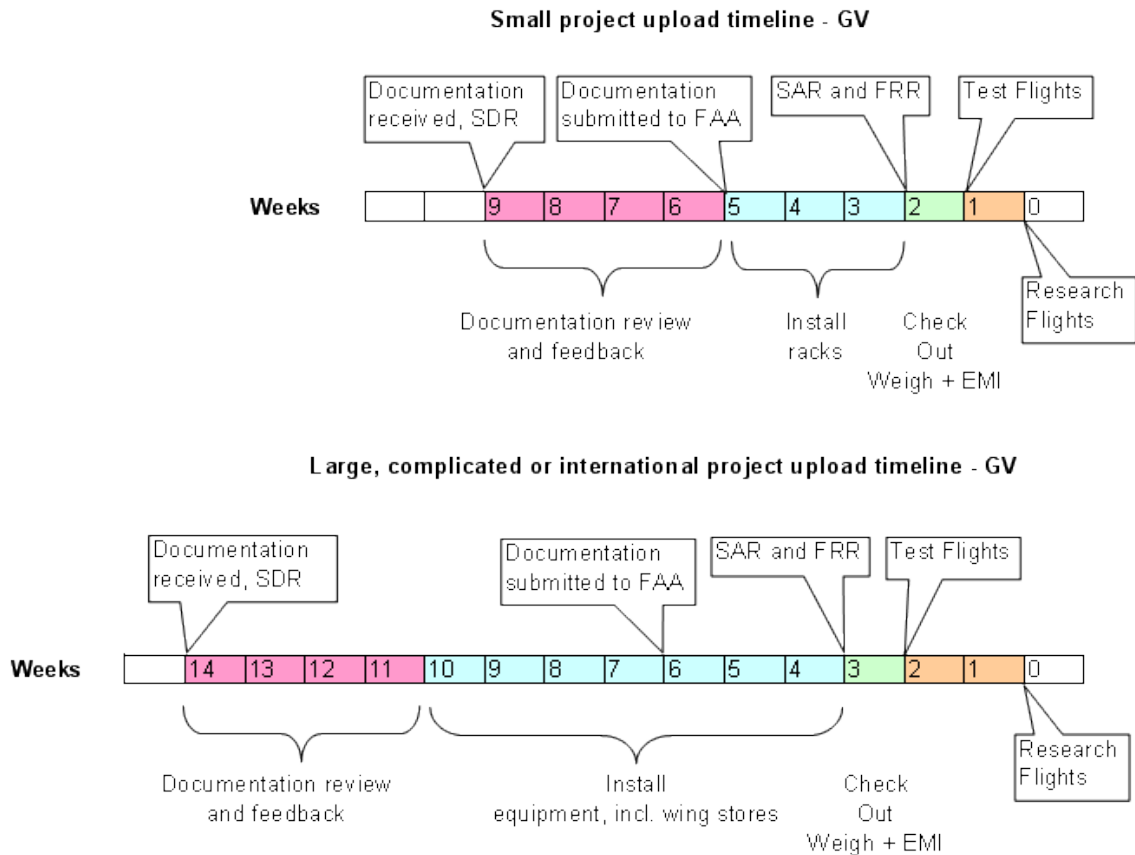 Small project upload timeline - GV
Documentation
received, SDR
Documentation
submitted to FAA
SAR and FRR
Test Flights
Weeks
9 8 7 6 5 4 3 2 1 0
Research
Flights
Documentation review
and feedback
Install
racks
Check
Out
Weigh + EMI
Large, complicated or international project upload timeline - GV
Documentation
received, SDR
Documentation
submitted to FAA
SAR and FRR
Test Flights
Weeks
14 13 12 11 10 9 8 7 6 5 4 3 2 1 0
Research
Flights
Documentation review
and feedback
Install
equipment, incl. wing stores
Check
Out
Weigh + EMI